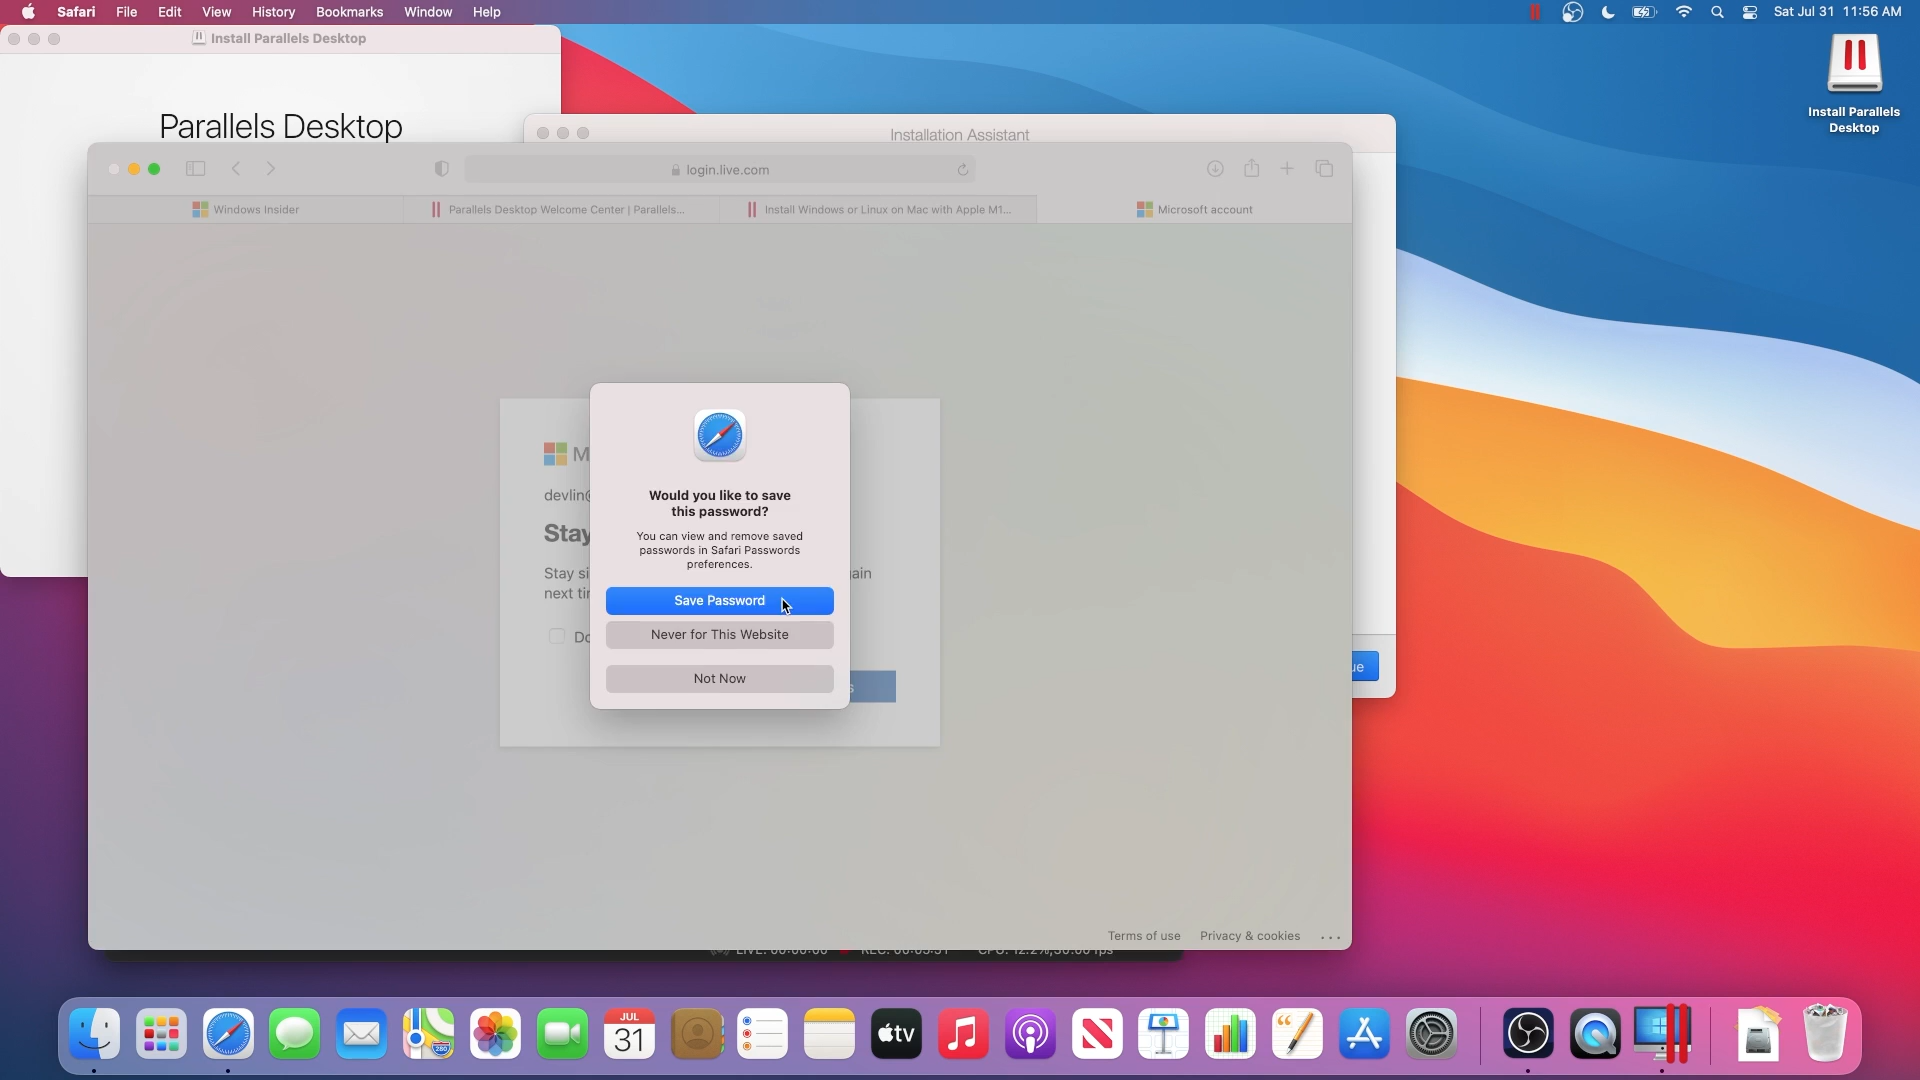 Safari File Edit View History Bookmarks Window Help
Sat Jul 31 11:56 AM
Install Parallels Desktop
Parallels Desktop
Install Parallels
Desktop
Installation Assistant
login.live.com
Windows Insider
Parallels Desktop Welcome Center | Parallels...
Install Windows or Linux on Mac with Apple M1...
Microsoft account
M
devlin@
Stay
Stay si
ain
next ti
Do
s
Would you like to save
this password?
You can view and remove saved
passwords in Safari Passwords
preferences.
Save Password
Never for This Website
Not Now
ue
Terms of use Privacy & cookies ...
JUL
31
280
tv